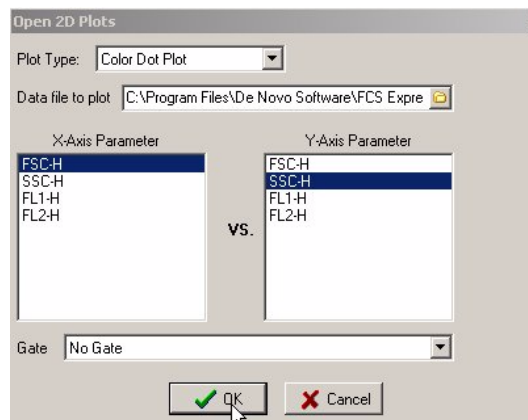 Open 2D Plots
Plot Type: Color Dot Plot
Data file to plot C:\Program Files\De Novo Software\FCS Expre
X-Axis Parameter
FSC-H
SSC-H
FL1-H
FL2-H
vs.
Y-Axis Parameter
FSC-H
SSC-H
FL1-H
FL2-H
Gate No Gate
OK Cancel